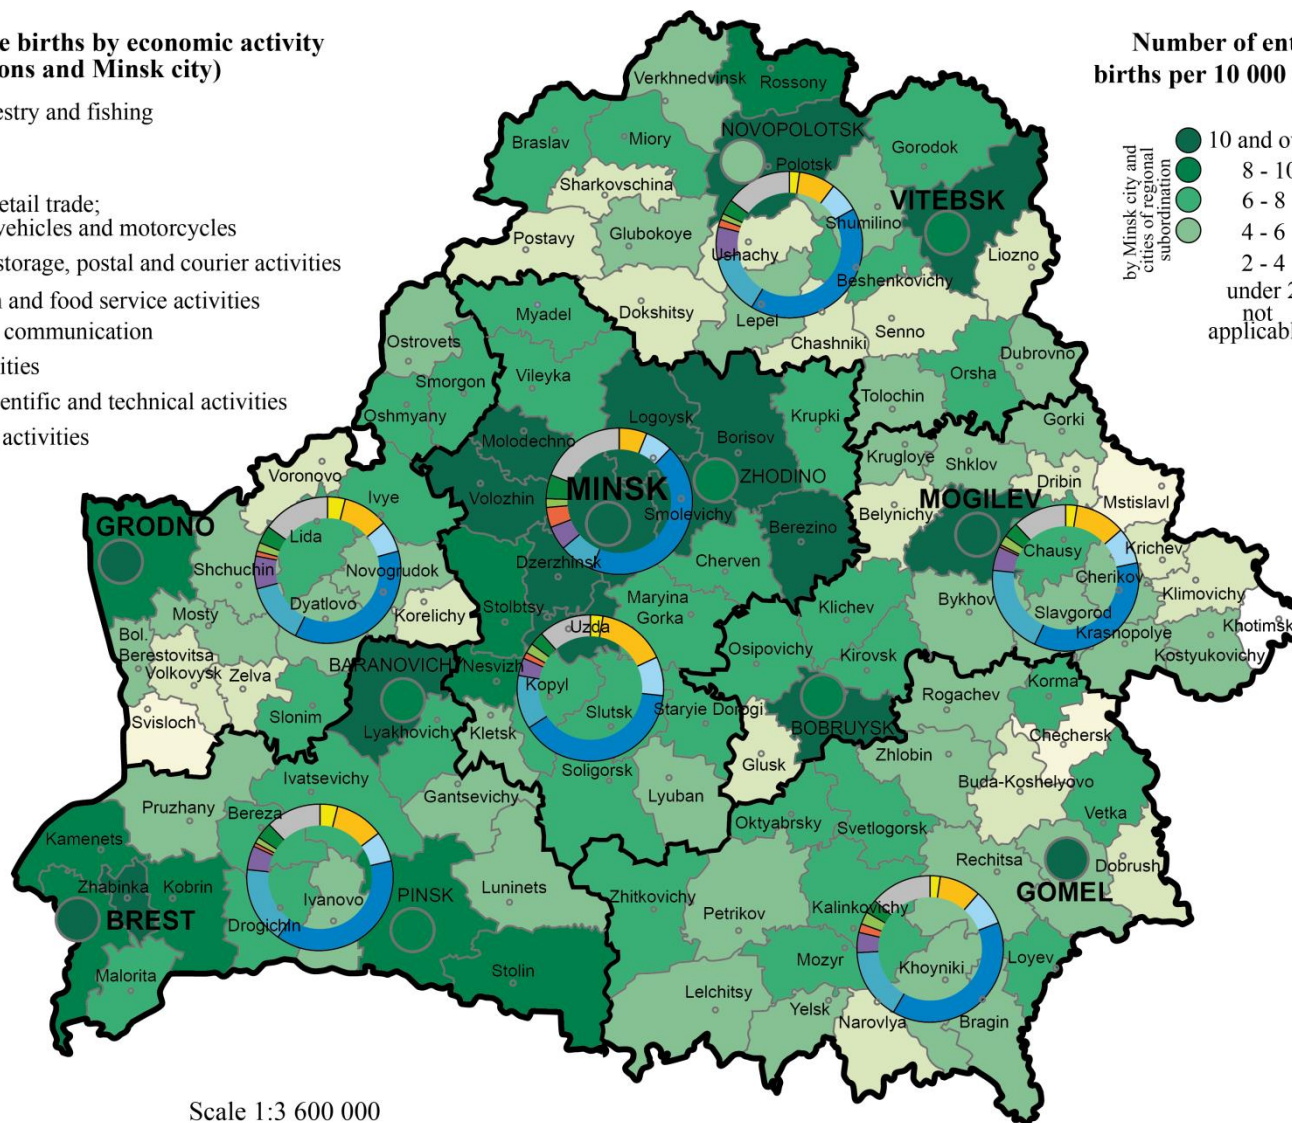 e births by economic activity
ons and Minsk city)
estry and fishing
etail trade;
vehicles and motorcycles
storage, postal and courier activities
n and food service activities
communication
ities
entific and technical activities
activities
Number of ent
births per 10 000
by Minsk city and
cities of regional
subordination
10 and ov
8 - 10
6 - 8
4 - 6
2 - 4
under 2
not
applicabl
Verkhnedvinsk
Rossony
Braslav
Miory
NOVOPOLOTSK
Polotsk
Gorodok
Sharkovschina
VITEBSK
Shumilino
Postavy
Glubokoye
Ushachy
Liozno
Beshenkovichy
Dokshitsy
Lepel
Senno
Chashniki
Myadel
Ostrovets
Dubrovno
Orsha
Vileyka
Smorgon
Tolochin
Oshmyany
Logoysk
Krupki
Gorki
Molodechno
Borisov
Krugloye
Shklov
Voronovo
ZHODINO
Dribin
Mstislavl
Ivye
Volozhin
MINSK
MOGILEV
Smolevichy
Belynichy
GRODNO
Berezino
Lida
Chausy
Krichev
Shchuchin
Novogrudok
Dzerzhinsk
Cherven
Cherikov
Klimovichy
Dyatlovo
Maryina
Gorka
Bykhov
Mosty
Korelichy
Stolbtsy
Klichev
Slavgorod
Khotimsk
Bol.
Berestovitsa
Uzda
Krasnopolye
Kostyukovichy
Volkovysk
Zelva
BARANOVICHY
Nesvizh
Osipovichy
Kirovsk
Kopyl
Rogachev
Korma
Svisloch
Slonim
Slutsk
Staryie Dorogi
Lyakhovichy
Kletsk
BOBRUYSK
Chechersk
Soligorsk
Glusk
Zhlobin
Ivatsevichy
Buda-Koshelyovo
Pruzhany
Bereza
Gantsevichy
Lyuban
Vetka
Oktyabrsky
Svetlogorsk
Kamenets
Rechitsa
Dobrush
Zhabinka
Kobrin
Ivanovo
PINSK
Luninets
Zhitkovichy
GOMEL
BREST
Petrikov
Kalinkovichy
Drogichin
Mozyr
Khoyniki
Loyev
Malorita
Stolin
Lelchitsy
Yelsk
Narovlya
Bragin
Scale 1:3 600 000